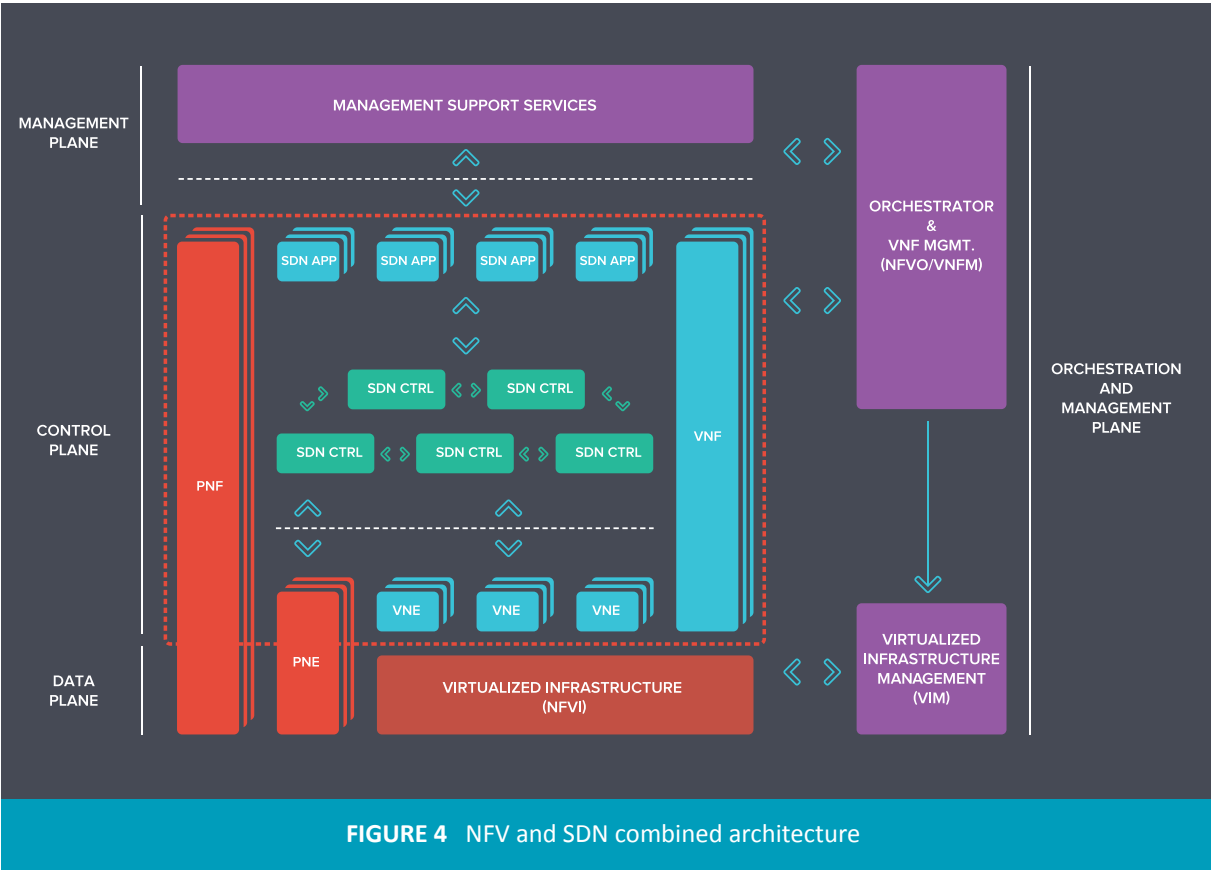 MANAGEMENT
PLANE
MANAGEMENT SUPPORT SERVICES
ORCHESTRATOR
&
VNF MGMT.
(NFVO/VNFM)
CONTROL
PLANE
PNF
SDN APP
SDN APP
SDN APP
SDN APP
SDN CTRL
SDN CTRL
SDN CTRL
SDN CTRL
SDN CTRL
VNF
VNE
VNE
VNE
ORCHESTRATION
AND
MANAGEMENT
PLANE
DATA
PLANE
PNE
VIRTUALIZED INFRASTRUCTURE
(NFVI)
VIRTUALIZED
INFRASTRUCTURE
MANAGEMENT
(VIM)
FIGURE 4 NFV and SDN combined architecture